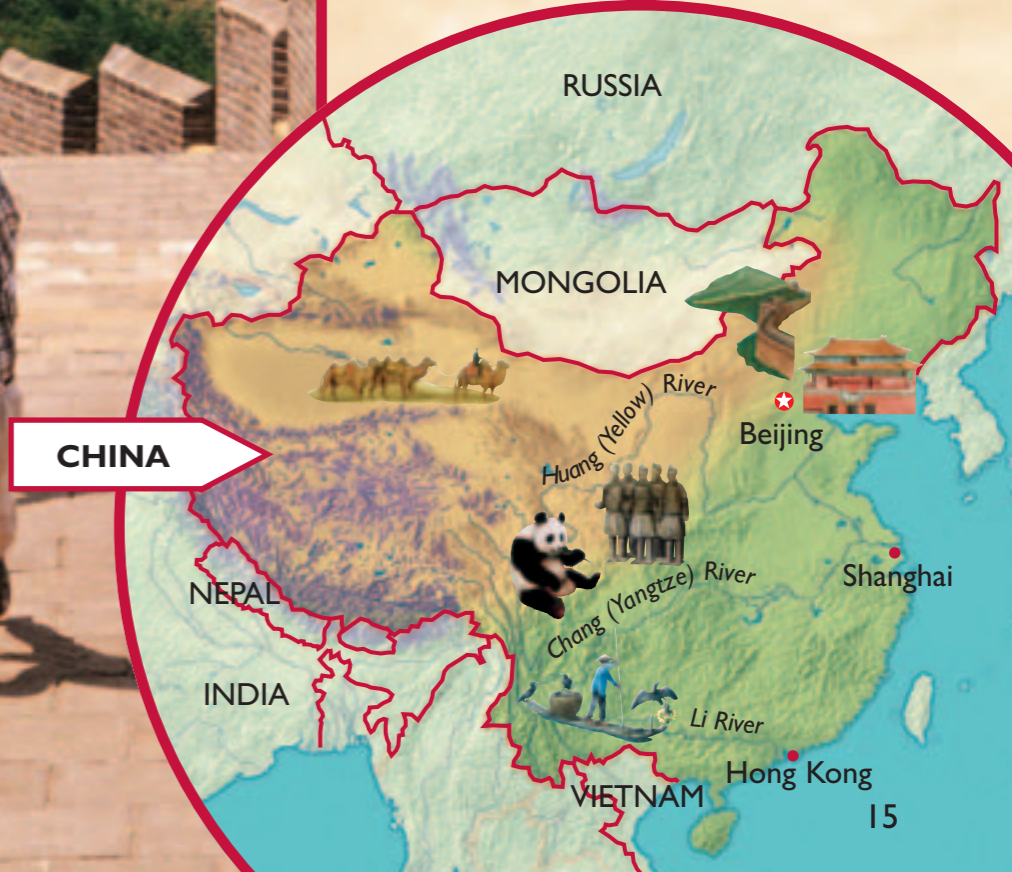 RUSSIA
MONGOLIA
Huang (Yellow) River
Beijing
CHINA
Shanghai
Chang (Yangtze) River
NEPAL
INDIA
Li River
Hong Kong
VIETNAM
15